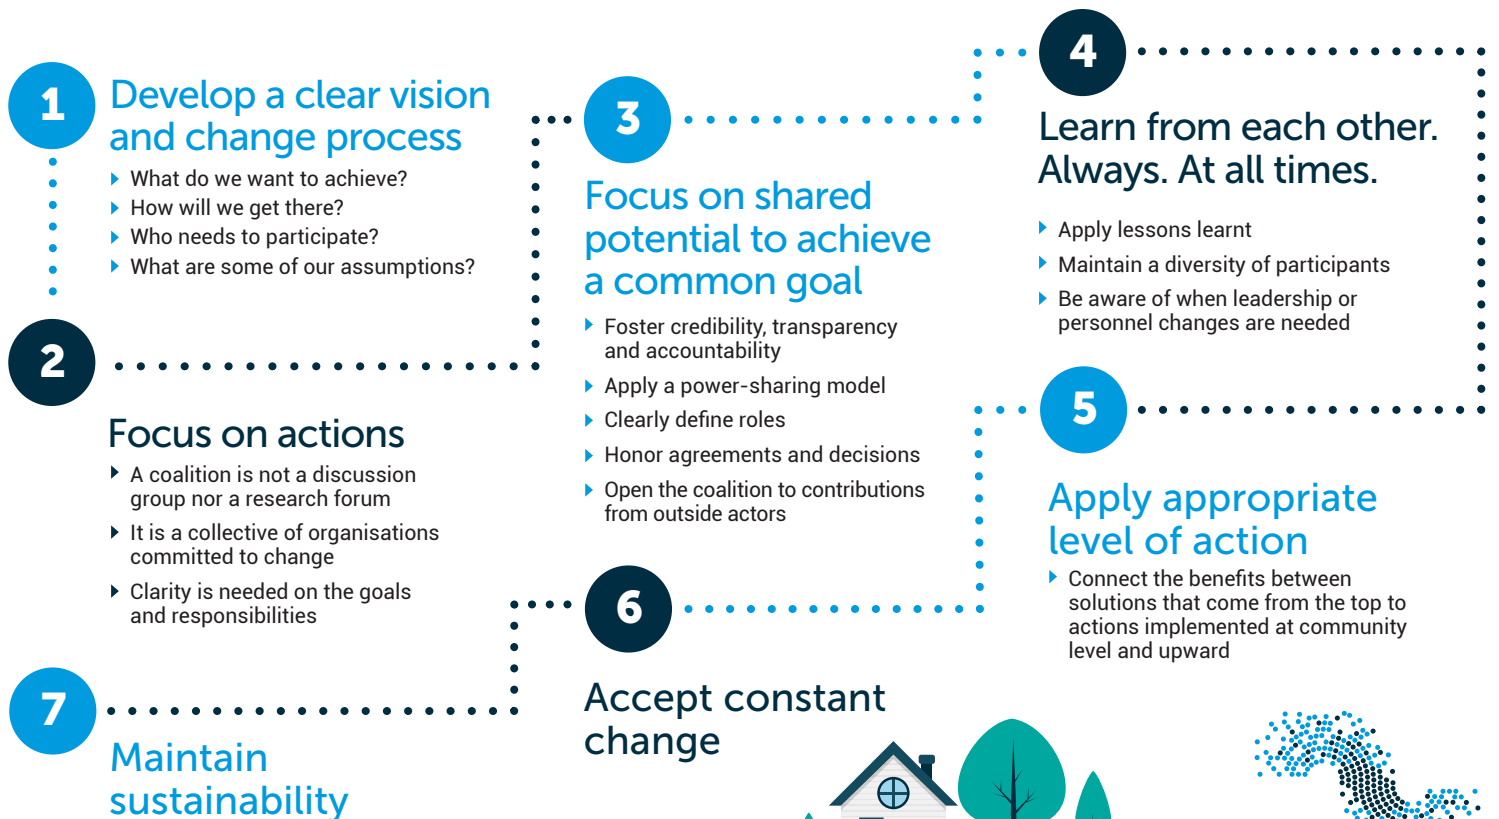 1
Develop a clear vision
and change process
What do we want to achieve?
How will we get there?
Who needs to participate?
What are some of our assumptions?
2
Focus on actions
A coalition is not a discussion
group nor a research forum
It is a collective of organisations
committed to change
Clarity is needed on the goals
and responsibilities
3
Focus on shared
potential to achieve
a common goal
Foster credibility, transparency
and accountability
Apply a power-sharing model
Clearly define roles
Honor agreements and decisions
Open the coalition to contributions
from outside actors
4
Learn from each other.
Always. At all times.
Apply lessons learnt
Maintain a diversity of participants
Be aware of when leadership or
personnel changes are needed
5
Apply appropriate
level of action
Connect the benefits between
solutions that come from the top to
actions implemented at community
level and upward
6
Accept constant
change
7
Maintain
sustainability